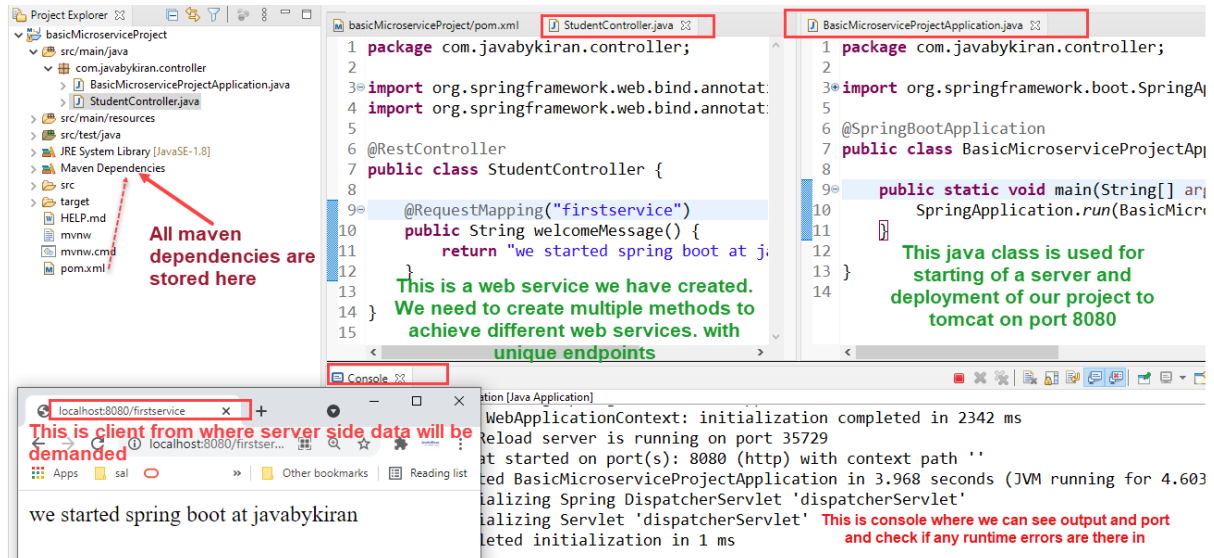 Project Explorer
basicMicroserviceProject
src/main/java
com.javabykiran.controller
BasicMicroserviceProjectApplication.java
StudentController.java
src/main/resources
src/test/java
JRE System Library [JavaSE-1.8]
Maven Dependencies
src
target
HELP.md
mvnw
mvnw.cmd
pom.xml
All maven
dependencies are
stored here
basicMicroserviceProject/pom.xml
StudentController.java
1 package com.javabykiran.controller;
2
3 import org.springframework.web.bind.annotat
4 import org.springframework.web.bind.annotat
5
6 @RestController
7 public class StudentController {
8
9 @RequestMapping("firstservice")
10 public String welcomeMessage() {
11 return "we started spring boot at j
12 }
13
14 }
15
This is a web service we have created.
We need to create multiple methods to
achieve different web services. with
unique endpoints
BasicMicroserviceProjectApplication.java
1 package com.javabykiran.controller;
2
3 import org.springframework.boot.SpringAp
5
6 @SpringBootApplication
7 public class BasicMicroserviceProjectAp
8
9 public static void main(String[] arg
10 SpringApplication.run(BasicMicro
11 }
12
13 }
14
This java class is used for
starting of a server and
deployment of our project to
tomcat on port 8080
Console
ation [Java Application]
WebApplicationContext: initialization completed in 2342 ms
Reload server is running on port 35729
at started on port(s): 8080 (http) with context path ''
ted BasicMicroserviceProjectApplication in 3.968 seconds (JVM running for 4.603
ializing Spring DispatcherServlet 'dispatcherServlet'
ializing Servlet 'dispatcherServlet'
leted initialization in 1 ms
This is console where we can see output and port
and check if any runtime errors are there in
localhost:8080/firstservice
This is client from where server side data will be
demanded
localhost:8080/firstser...
Apps
sal
Other bookmarks
Reading list
we started spring boot at javabykiran